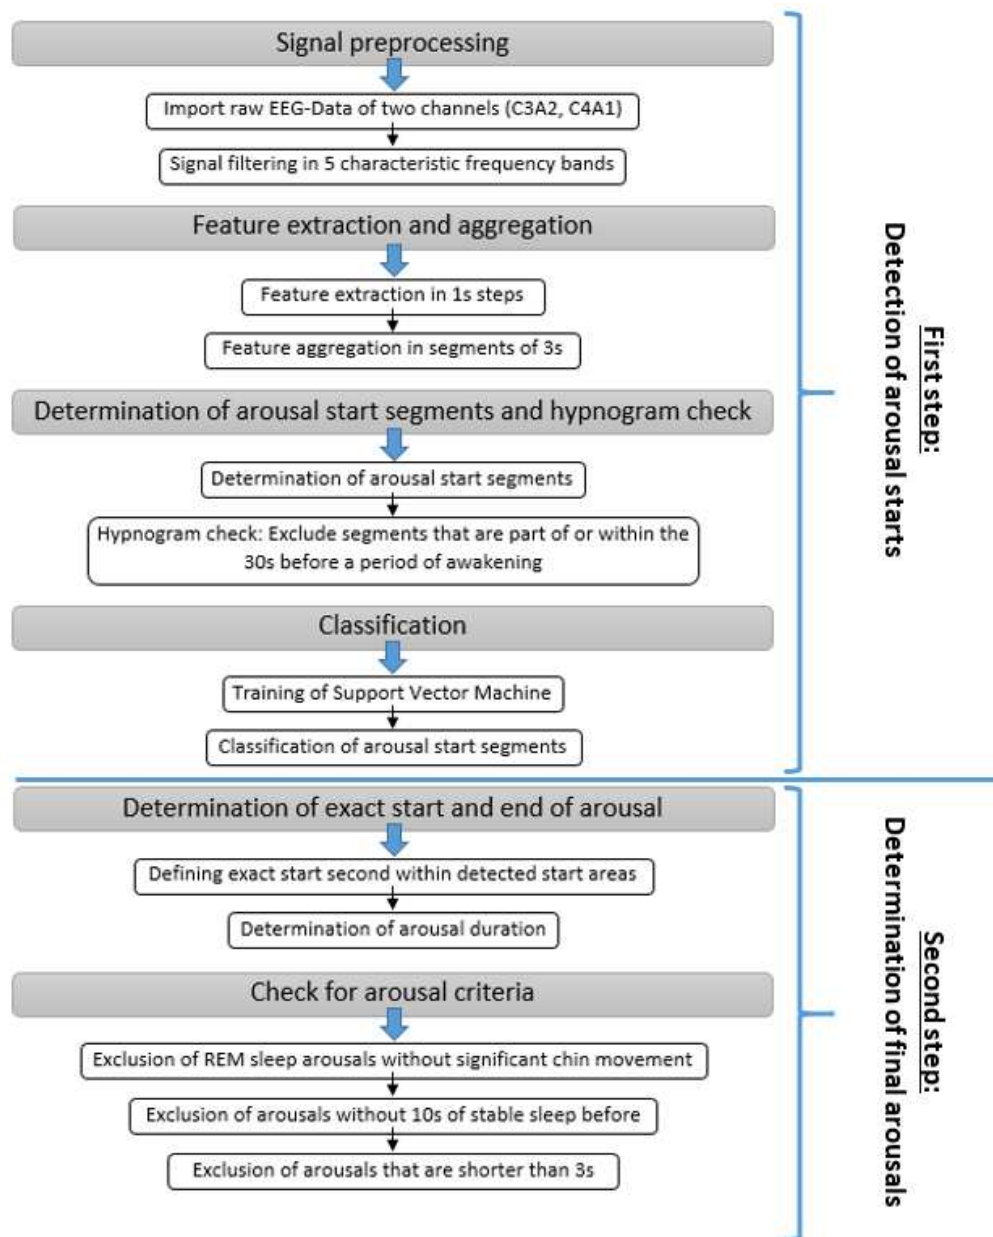 Signal preprocessing
Import raw EEG-Data of two channels (C3A2, C4A1)
Signal filtering in 5 characteristic frequency bands
Feature extraction and aggregation
Feature extraction in 1s steps
Feature aggregation in segments of 3s
Determination of arousal start segments and hypnogram check
Determination of arousal start segments
Hypnogram check: Exclude segments that are part of or within the
30s before a period of awakening
Classification
Training of Support Vector Machine
Classification of arousal start segments
First step:
Detection of arousal starts
Determination of exact start and end of arousal
Defining exact start second within detected start areas
Determination of arousal duration
Check for arousal criteria
Exclusion of REM sleep arousals without significant chin movement
Exclusion of arousals without 10s of stable sleep before
Exclusion of arousals that are shorter than 3s
Second step:
Determination of final arousals